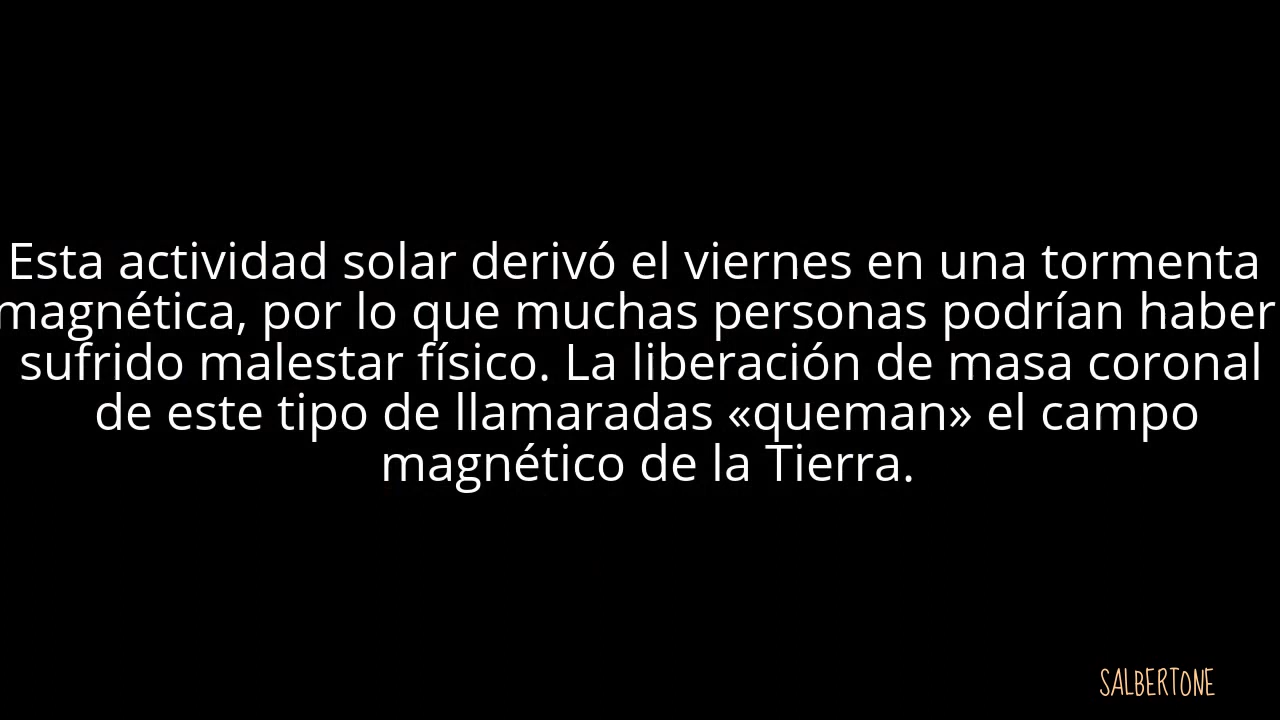 Esta actividad solar derivó el viernes en una tormenta
magnética, por lo que muchas personas podrían haber
sufrido malestar físico. La liberación de masa coronal
de este tipo de llamaradas «queman» el campo
magnético de la Tierra.
SALBERTONE